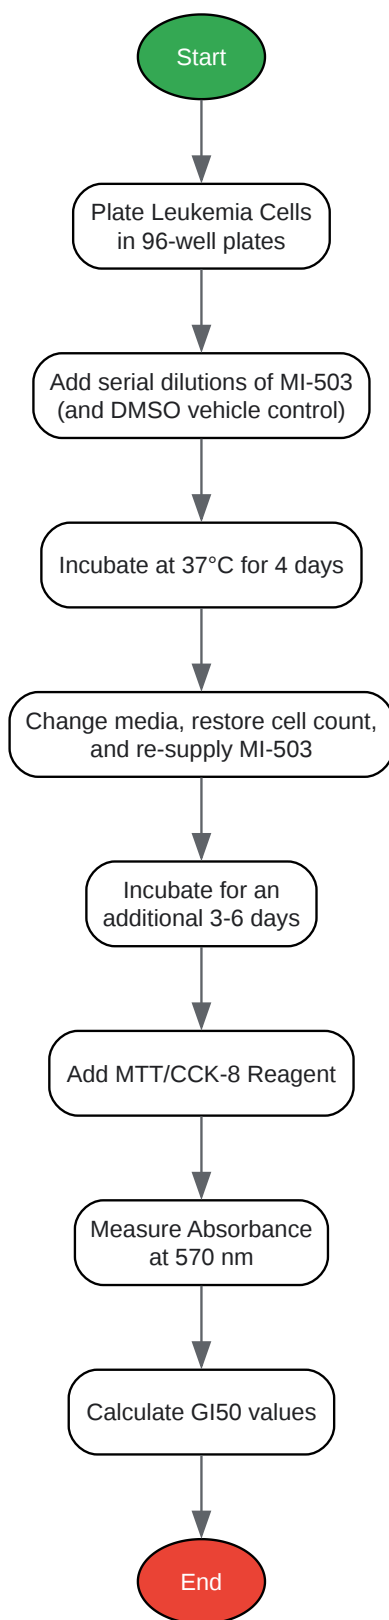 Start
Plate Leukemia Cells
in 96-well plates
Add serial dilutions of MI-503
(and DMSO vehicle control)
Incubate at 37°C for 4 days
Change media, restore cell count,
and re-supply MI-503
Incubate for an
additional 3-6 days
Add MTT/CCK-8 Reagent
Measure Absorbance
at 570 nm
Calculate GI50 values
End